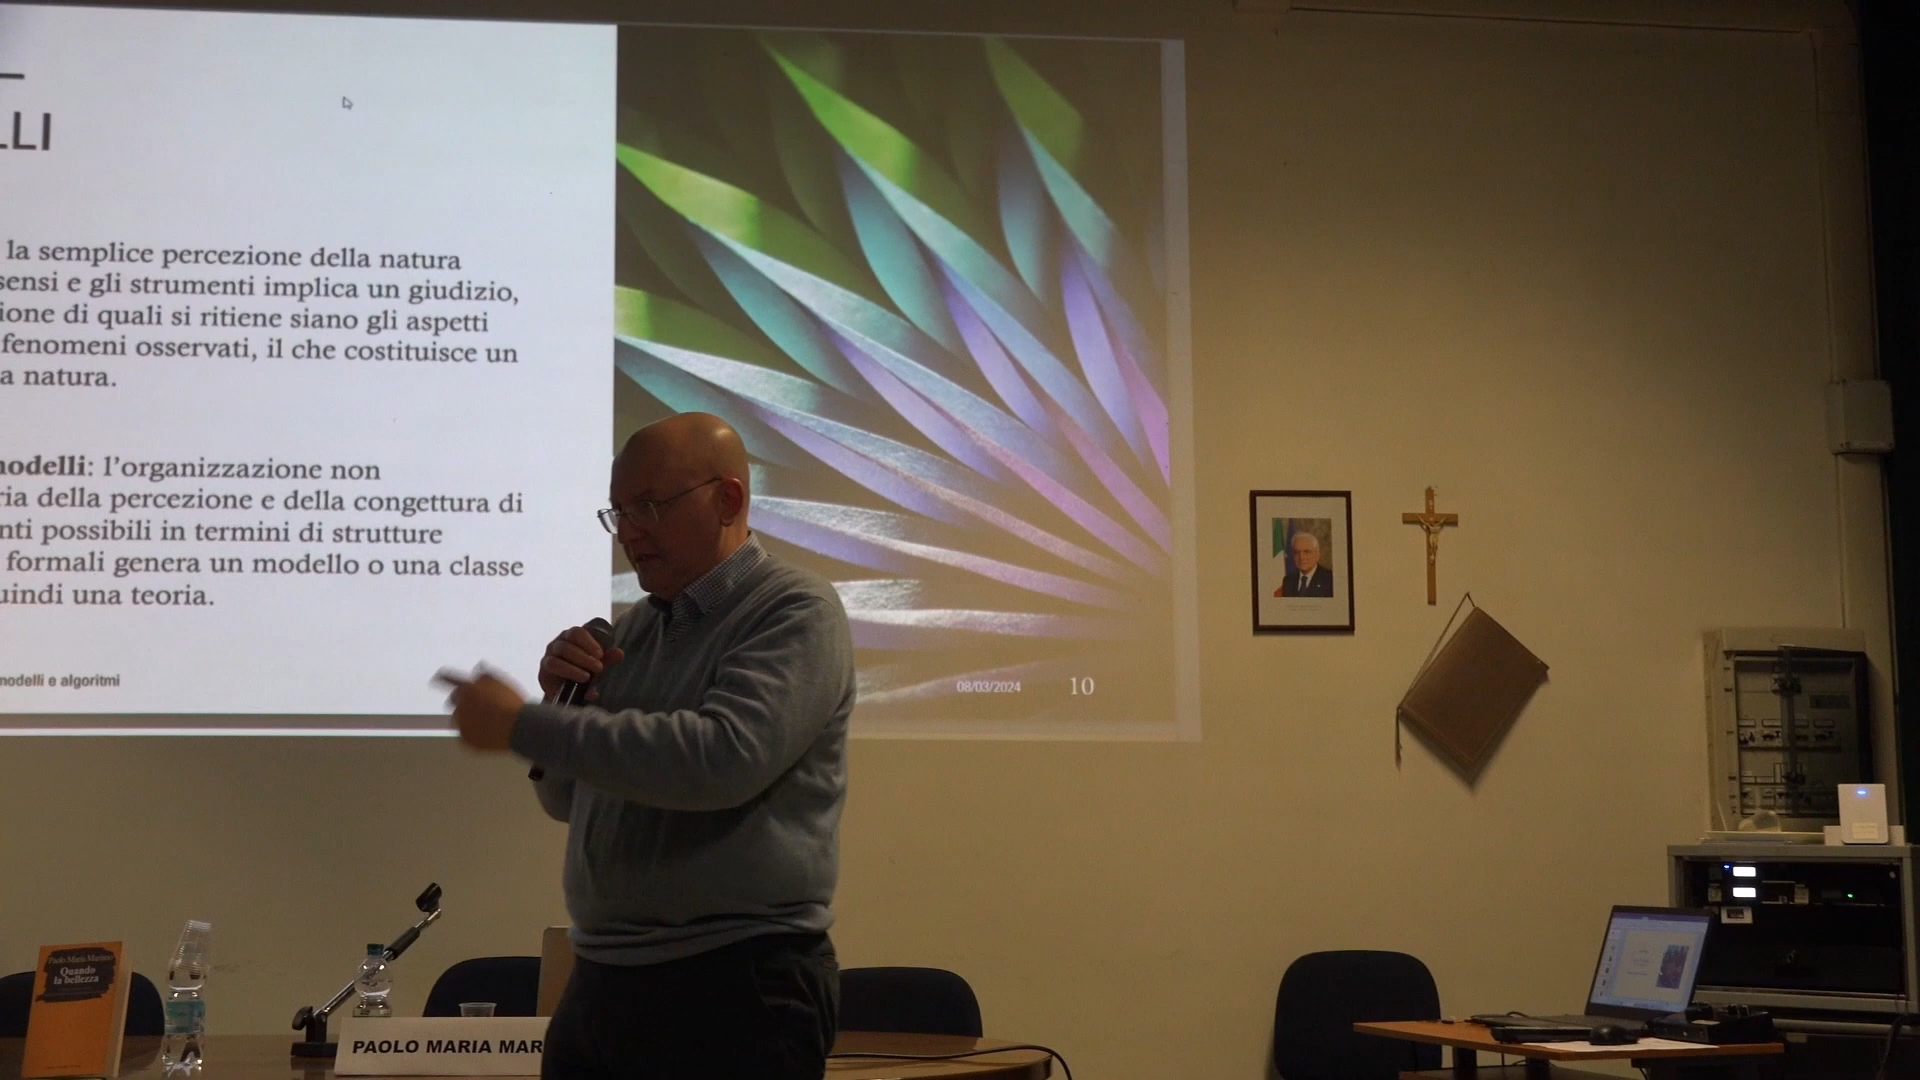 LLI
la semplice percezione della natura
sensi e gli strumenti implica un giudizio,
ione di quali si ritiene siano gli aspetti
fenomeni osservati, il che costituisce un
a natura.
modelli: l'organizzazione non
ria della percezione e della congettura di
nti possibili in termini di strutture
formali genera un modello o una classe
uindi una teoria.
modelli e algoritmi
08/03/2024
10
Quando
la bellezza
PAOLO MARIA MAR